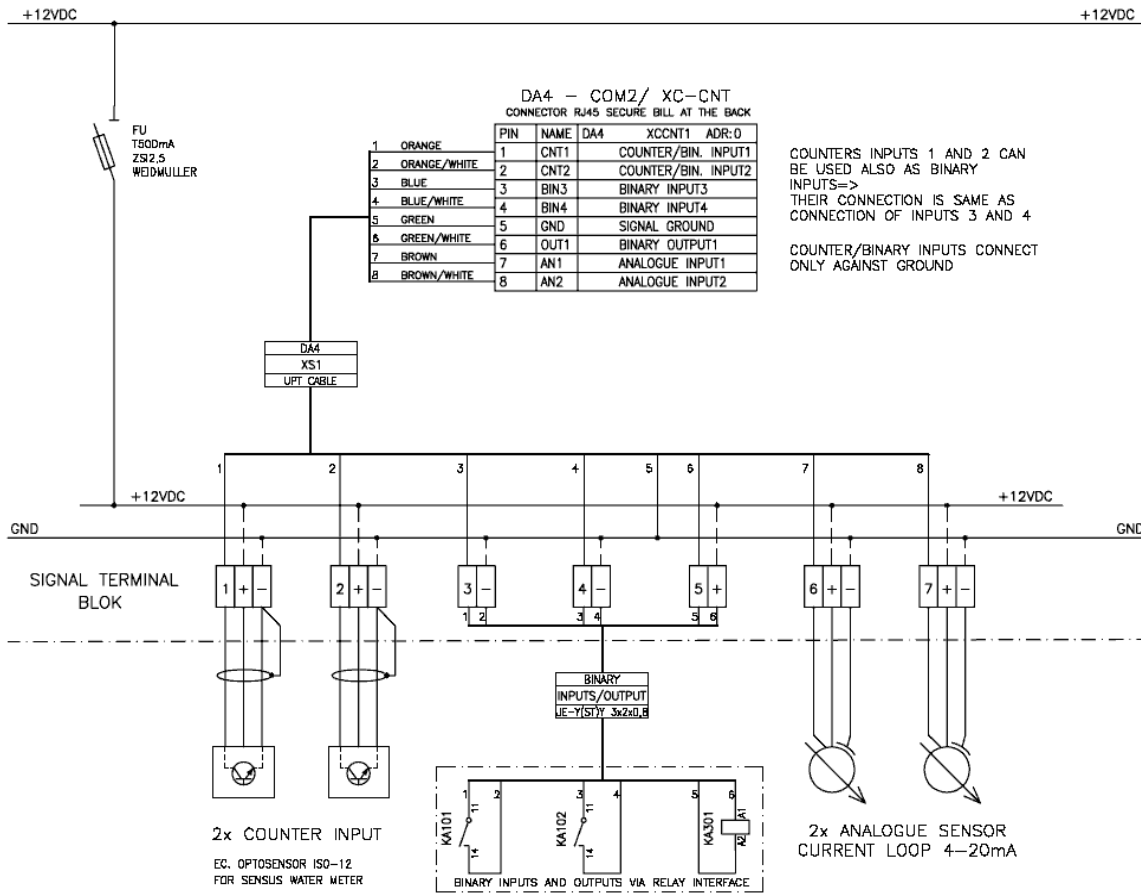 +12VDC +12VDC
DA4 - COM2/ XC-CNT
CONNECTOR RJ45 SECURE BILL AT THE BACK
FU
T500mA
ZSI2,5
WEIDMULLER
PIN NAME DA4 XCCNT1 ADR:0
1 ORANGE 1 CNT1 COUNTER/BIN. INPUT1
2 ORANGE/WHITE 2 CNT2 COUNTER/BIN. INPUT2
3 BLUE 3 BIN3 BINARY INPUT3
4 BLUE/WHITE 4 BIN4 BINARY INPUT4
5 GREEN 5 GND SIGNAL GROUND
6 GREEN/WHITE 6 OUT1 BINARY OUTPUT1
7 BROWN 7 AN1 ANALOGUE INPUT1
8 BROWN/WHITE 8 AN2 ANALOGUE INPUT2
COUNTERS INPUTS 1 AND 2 CAN
BE USED ALSO AS BINARY
INPUTS=>
THEIR CONNECTION IS SAME AS
CONNECTION OF INPUTS 3 AND 4
COUNTER/BINARY INPUTS CONNECT
ONLY AGAINST GROUND
DA4
XS1
UPT CABLE
1 2 3 4 5 6 7 8
+12VDC +12VDC
GND GND
SIGNAL TERMINAL
BLOK
1 + - 2 + - 3 - 4 - 5 + 6 + - 7 + -
1 2 3 4 5 6
BINARY
INPUTS/OUTPUT
JE-Y(ST)Y 3x2x0,8
1 2 3 4 5 6
KA101 11 14 KA102 11 14 KA301 A1 A2
BINARY INPUTS AND OUTPUTS VIA RELAY INTERFACE
2x COUNTER INPUT
EC. OPTOSENSOR ISO-12
FOR SENSUS WATER METER
2x ANALOGUE SENSOR
CURRENT LOOP 4-20mA